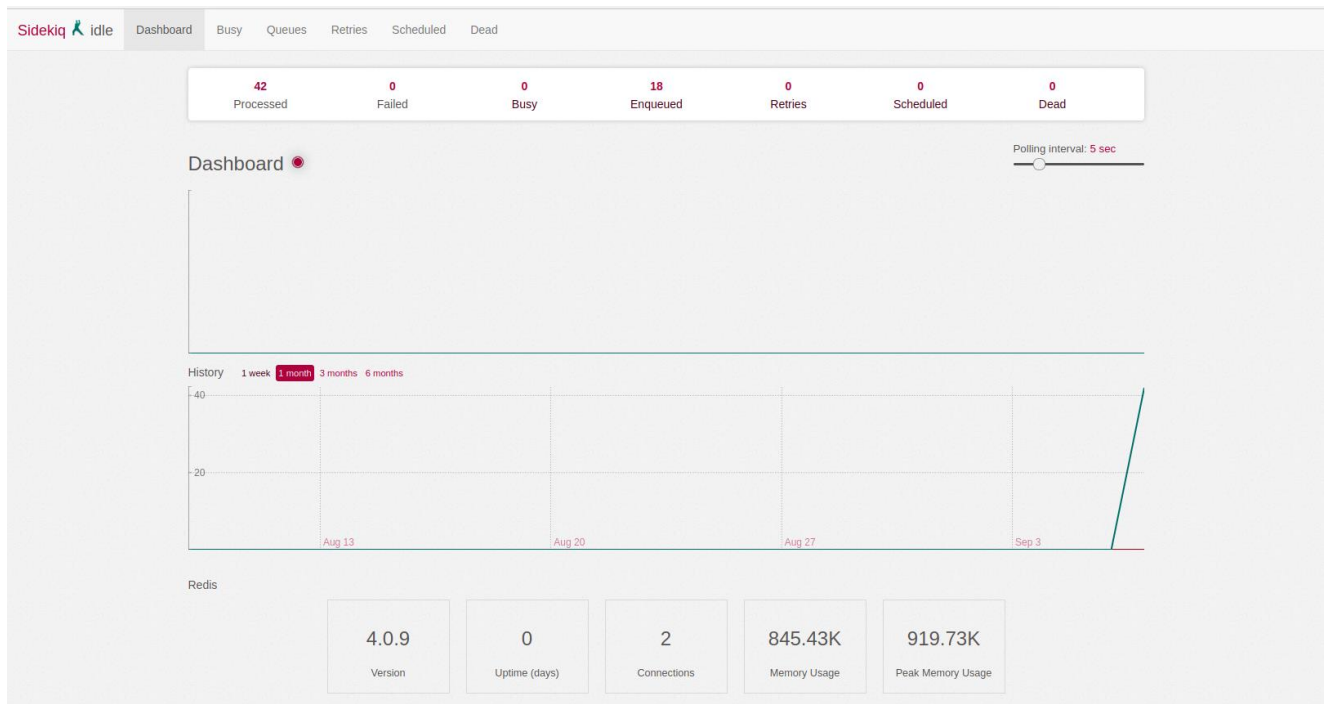 Sidekiq idle Dashboard Busy Queues Retries Scheduled Dead
42 0 0 18 0 0 0
Processed Failed Busy Enqueued Retries Scheduled Dead
Polling interval: 5 sec
Dashboard
History 1 week 1 month 3 months 6 months
40
20
Aug 13 Aug 20 Aug 27 Sep 3
Redis
4.0.9 0 2 845.43K 919.73K
Version Uptime (days) Connections Memory Usage Peak Memory Usage